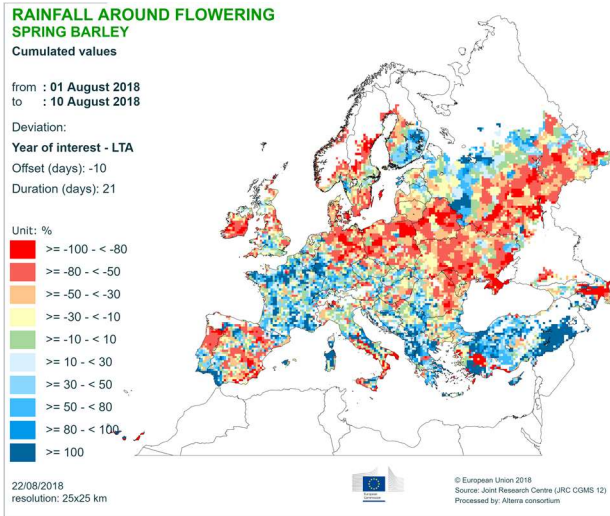 RAINFALL AROUND FLOWERING
SPRING BARLEY
Cumulated values
from : 01 August 2018
to : 10 August 2018
Deviation:
Year of interest - LTA
Offset (days): -10
Duration (days): 21
Unit: %
>= -100 - < -80
>= -80 - < -50
>= -50 - < -30
>= -30 - < -10
>= -10 - < 10
>= 10 - < 30
>= 30 - < 50
>= 50 - < 80
>= 80 - < 100
>= 100
22/08/2018
resolution: 25x25 km
European
Commission
© European Union 2018
Source: Joint Research Centre (JRC CGMS 12)
Processed by: Alterra consortium